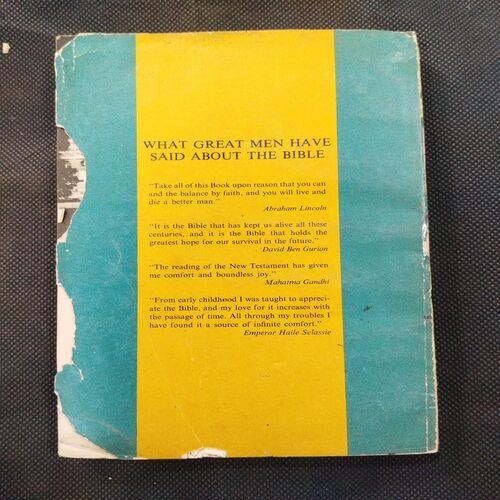 WHAT GREAT MEN HAVE
SAID ABOUT THE BIBLE
"Take all of this Book upon reason that you can
and the balance by faith, and you will live and
die a better man."
Abraham Lincoln
"It is the Bible that has kept us alive all these
centuries, and it is the Bible that holds the
greatest hope for our survival in the future."
David Ben Gurion
"The reading of the New Testament has given
me comfort and boundless joy."
Mahatma Gandhi
"From early childhood I was taught to appreci-
ate the Bible, and my love for it increases with
the passage of time. All through my troubles I
have found it a source of infinite comfort."
Emperor Haile Selassie